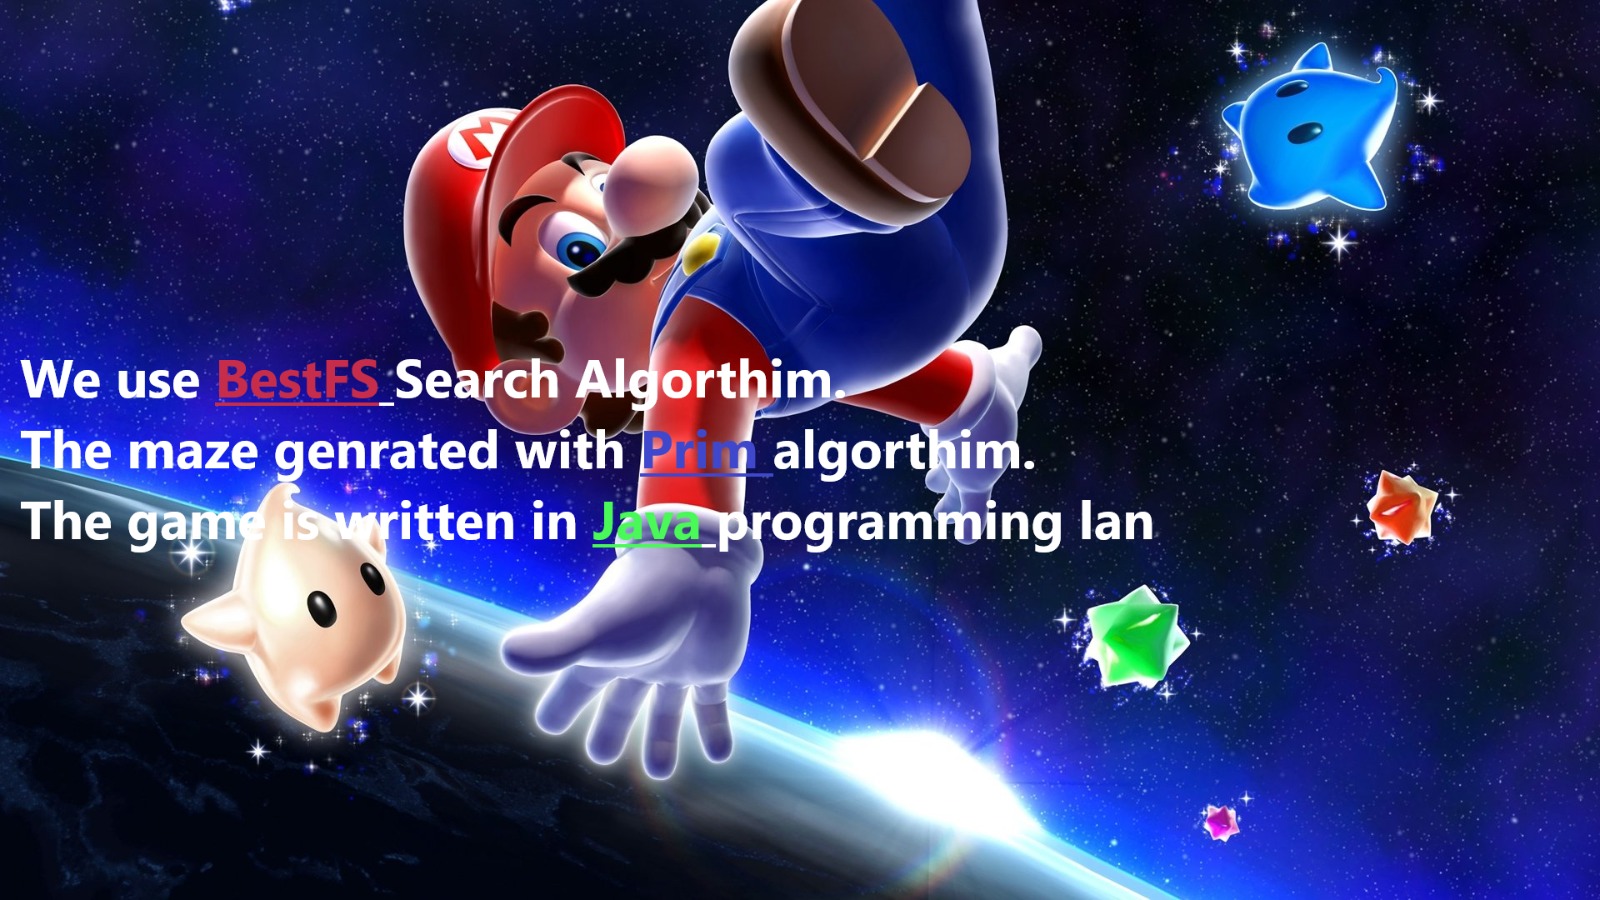 M
We use BestFS Search Algorthim.
The maze genrated with Prim algorthim.
The game is written in Java programming lan